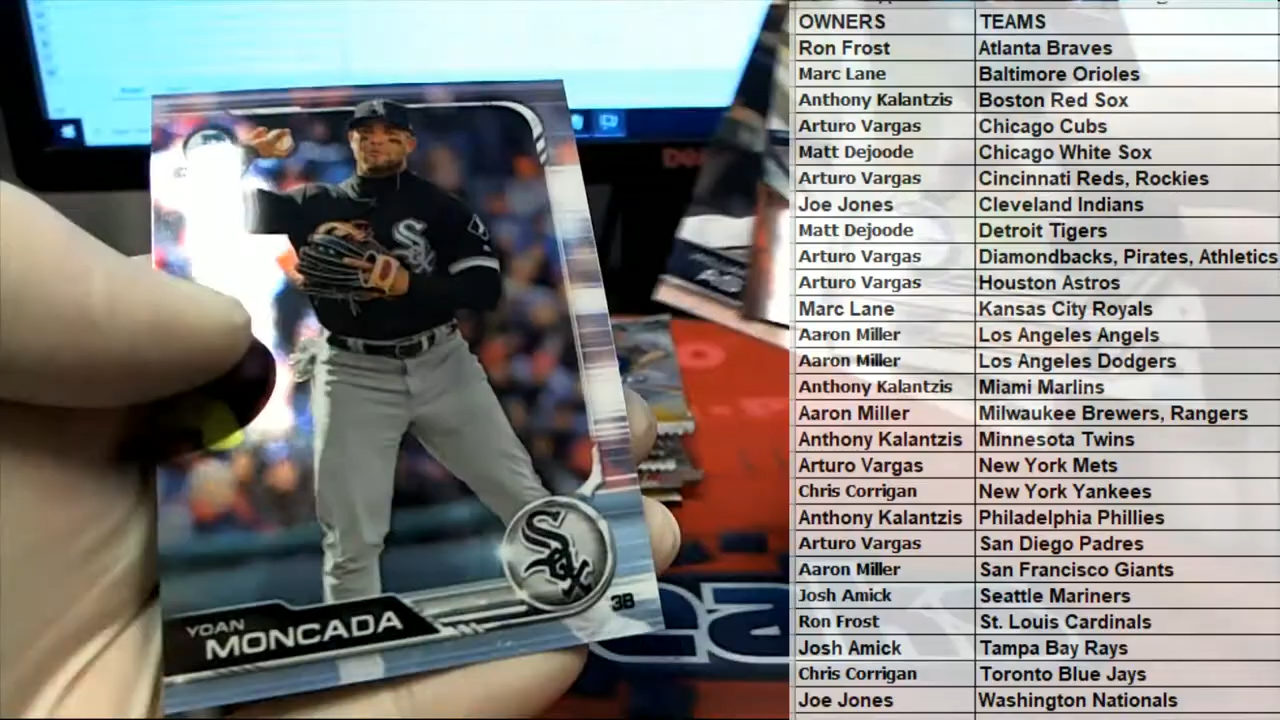 YOAN
MONCADA
3B
Sox
Sox
OWNERS TEAMS
Ron Frost Atlanta Braves
Marc Lane Baltimore Orioles
Anthony Kalantzis Boston Red Sox
Arturo Vargas Chicago Cubs
Matt Dejoode Chicago White Sox
Arturo Vargas Cincinnati Reds, Rockies
Joe Jones Cleveland Indians
Matt Dejoode Detroit Tigers
Arturo Vargas Diamondbacks, Pirates, Athletics
Arturo Vargas Houston Astros
Marc Lane Kansas City Royals
Aaron Miller Los Angeles Angels
Aaron Miller Los Angeles Dodgers
Anthony Kalantzis Miami Marlins
Aaron Miller Milwaukee Brewers, Rangers
Anthony Kalantzis Minnesota Twins
Arturo Vargas New York Mets
Chris Corrigan New York Yankees
Anthony Kalantzis Philadelphia Phillies
Arturo Vargas San Diego Padres
Aaron Miller San Francisco Giants
Josh Amick Seattle Mariners
Ron Frost St. Louis Cardinals
Josh Amick Tampa Bay Rays
Chris Corrigan Toronto Blue Jays
Joe Jones Washington Nationals